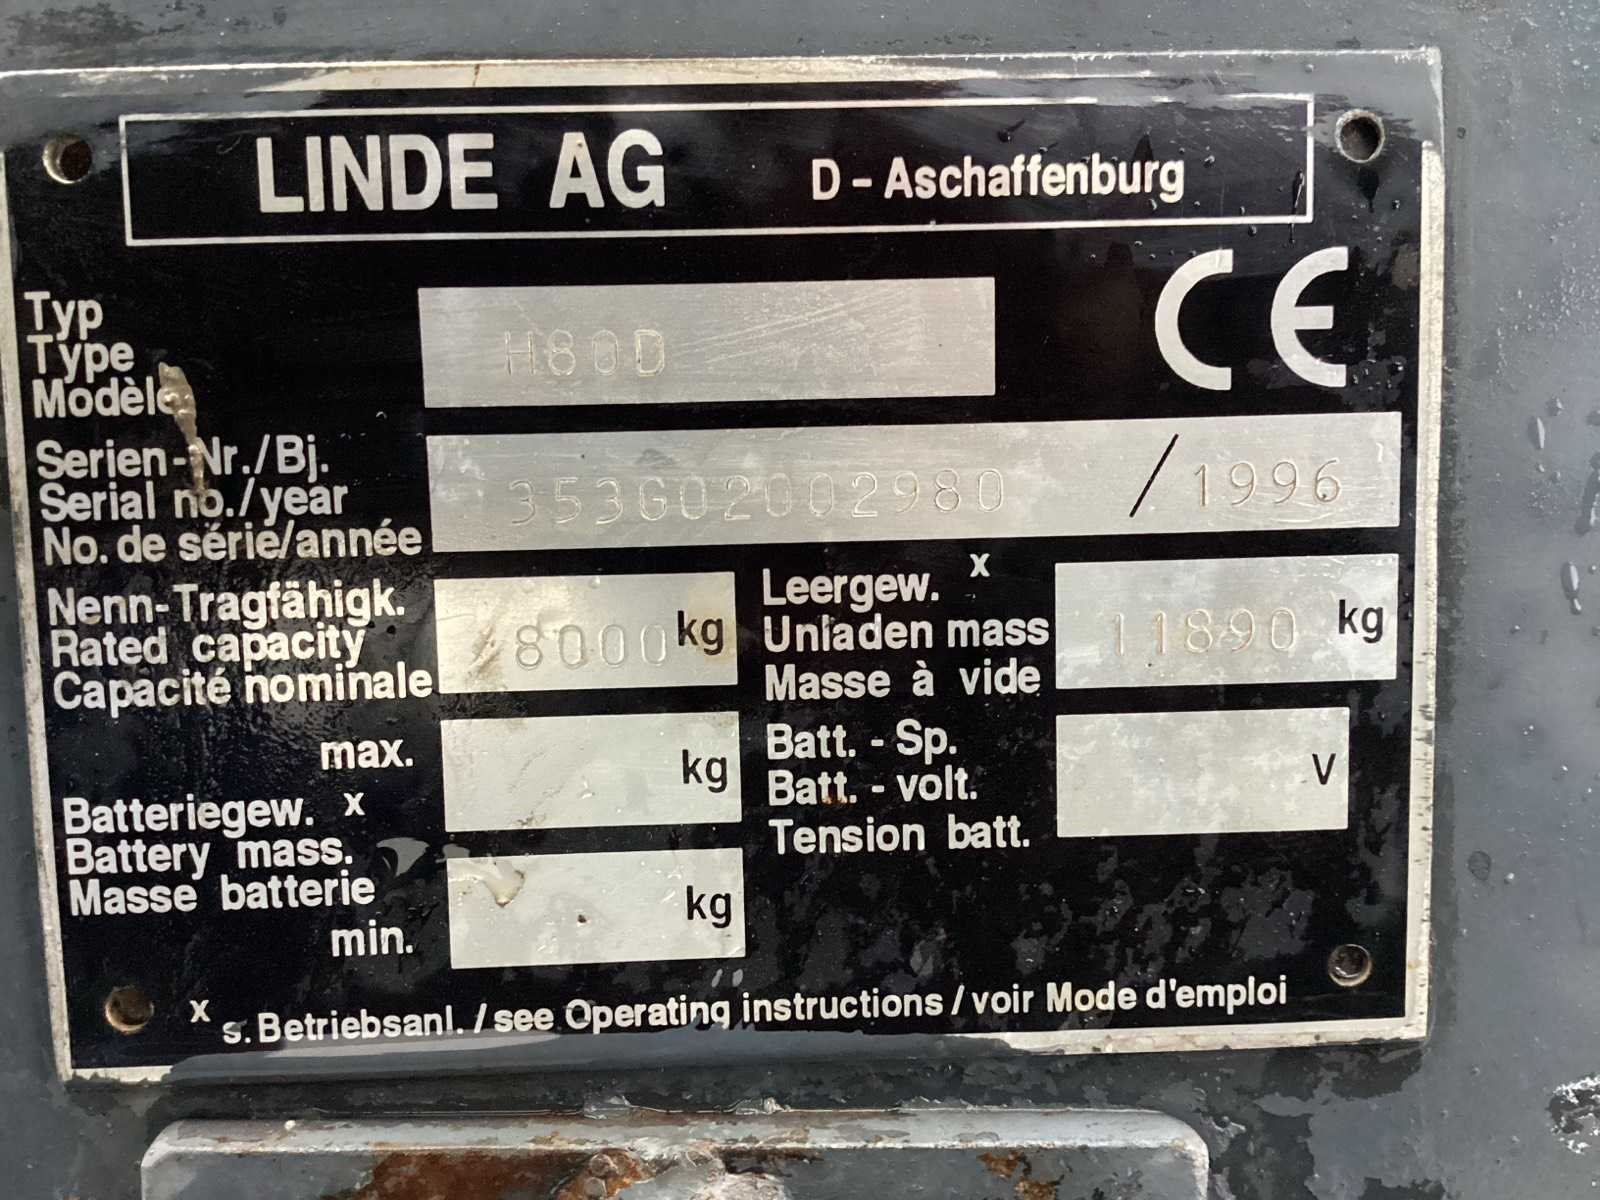 LINDE AG D - Aschaffenburg
CE
Typ
Type
Modèle
H80D
Serien-Nr./Bj.
Serial no./year
No. de série/année
353G02002980 / 1996
Nenn-Tragfähigk.
Rated capacity
Capacité nominale
8000 kg
Leergew. x
Unladen mass
Masse à vide
11890 kg
max.
kg
Batteriegew. x
Battery mass.
Masse batterie
min.
kg
Batt. - Sp.
Batt. - volt.
Tension batt.
V
x s. Betriebsanl. / see Operating instructions / voir Mode d'emploi